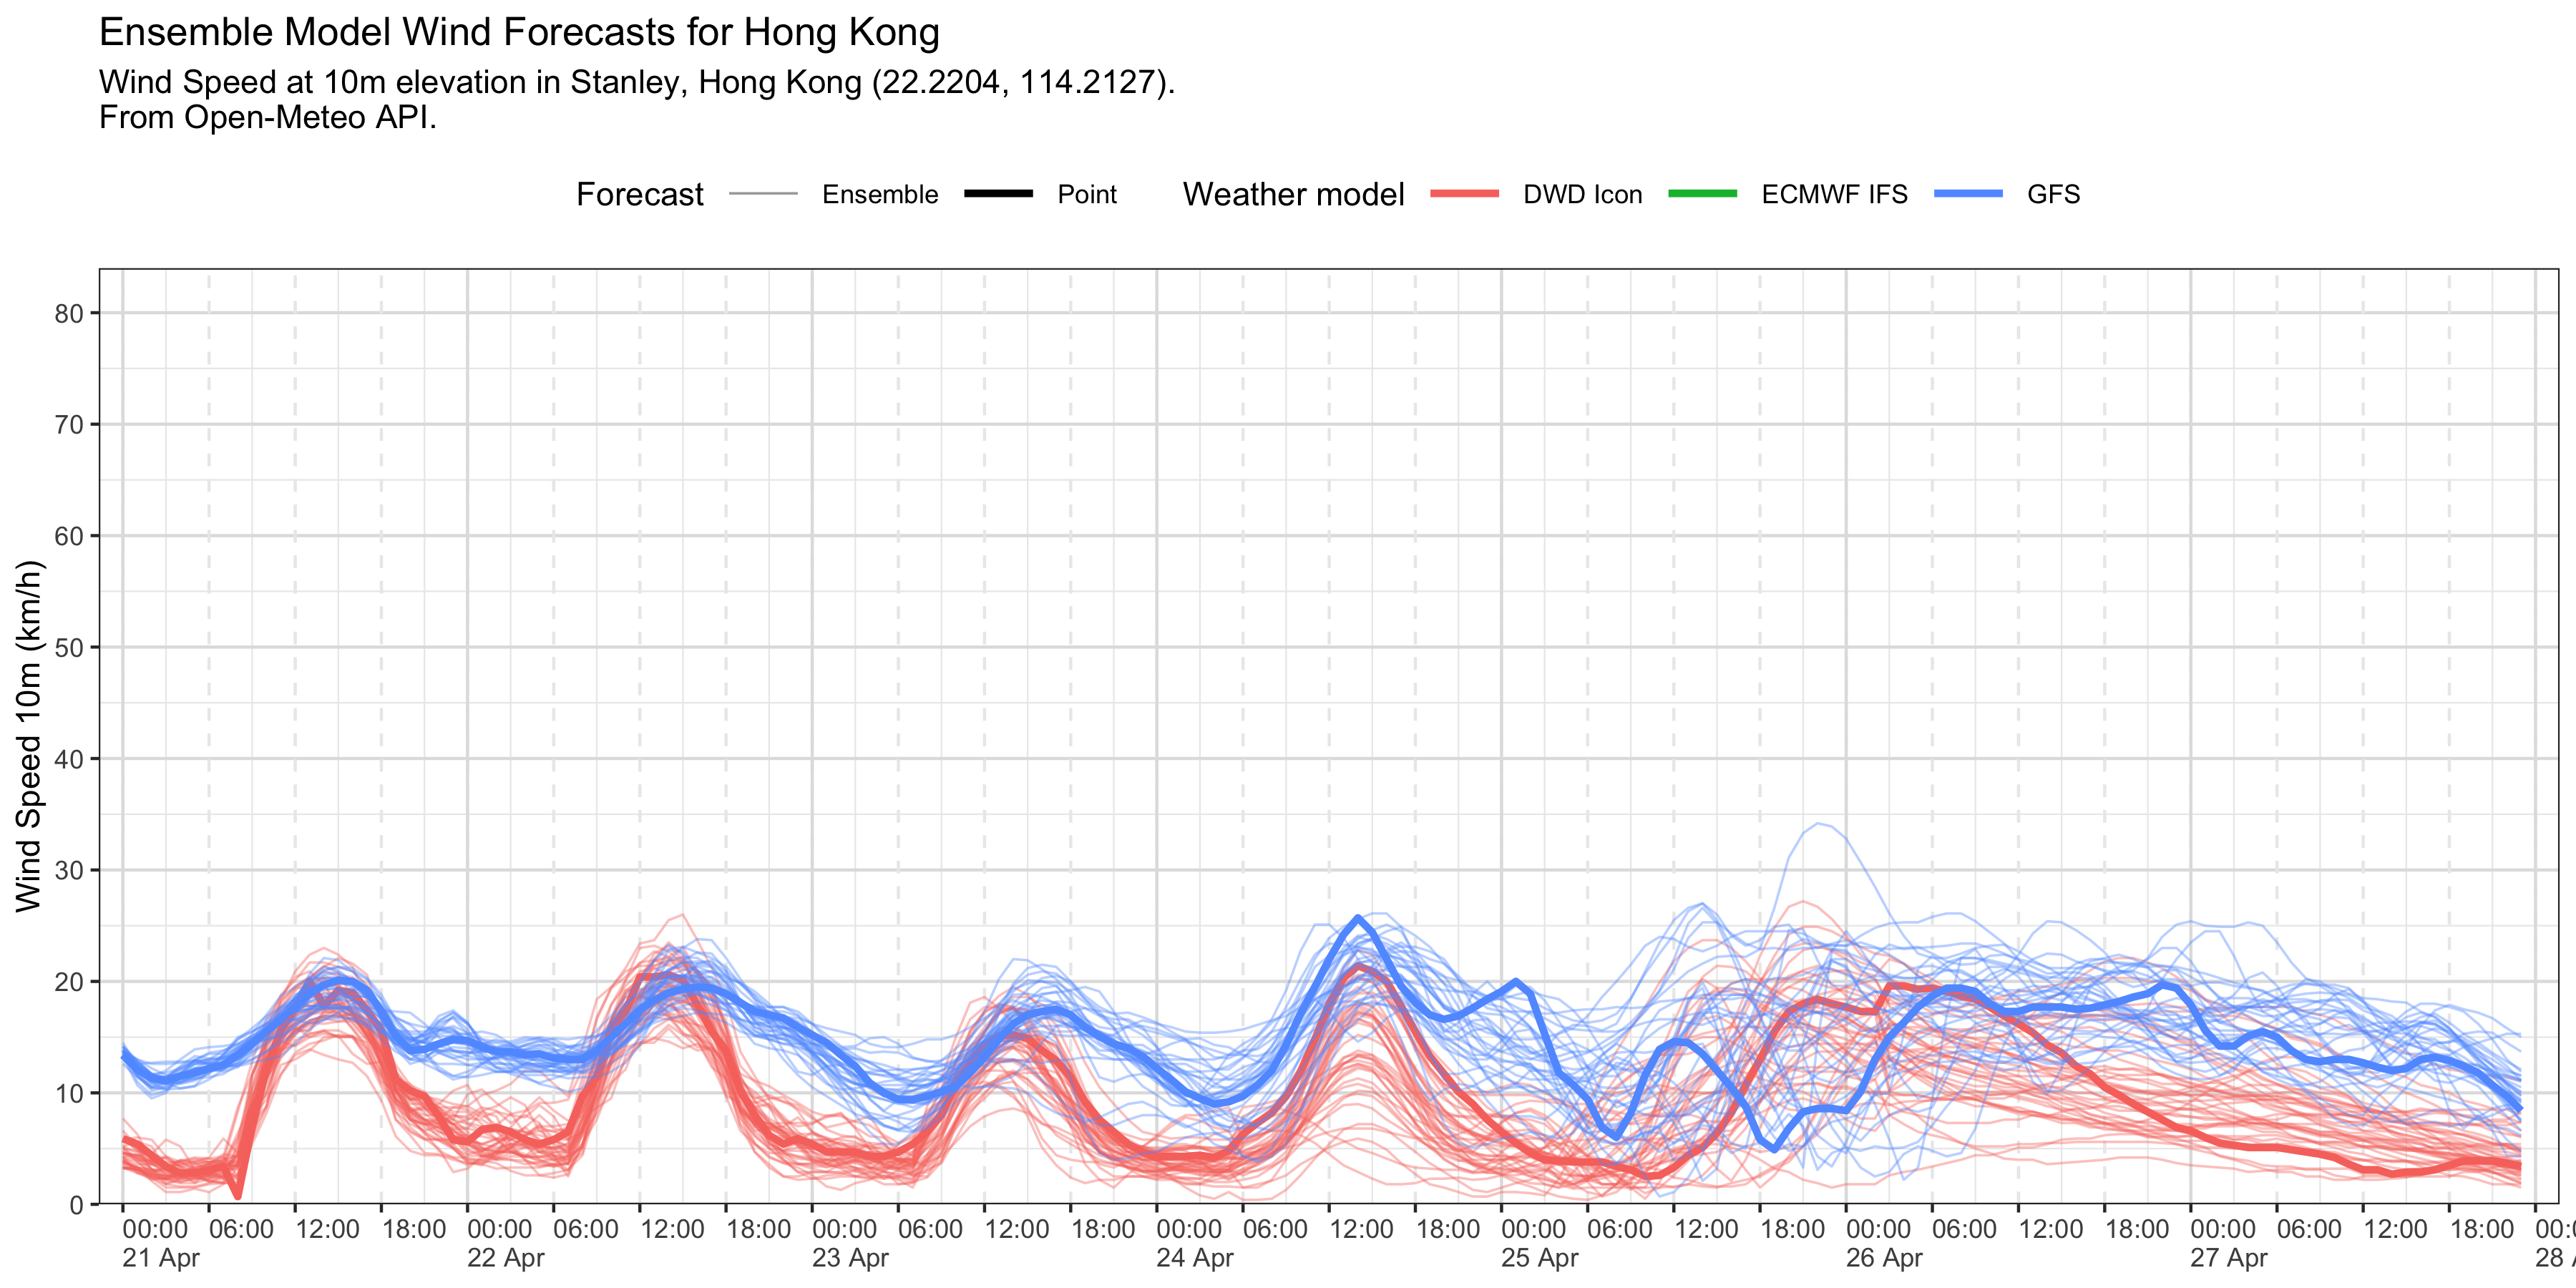 Ensemble Model Wind Forecasts for Hong Kong
Wind Speed at 10m elevation in Stanley, Hong Kong (22.2204, 114.2127).
From Open-Meteo API.
Forecast Ensemble Point Weather model DWD Icon ECMWF IFS GFS
Wind Speed 10m (km/h)
80
70
60
50
40
30
20
10
0
00:00 06:00 12:00 18:00 00:00 06:00 12:00 18:00 00:00 06:00 12:00 18:00 00:00 06:00 12:00 18:00 00:00 06:00 12:00 18:00 00:00 06:00 12:00 18:00 00:00 06:00 12:00 18:00 00:0
21 Apr 22 Apr 23 Apr 24 Apr 25 Apr 26 Apr 27 Apr 28 A